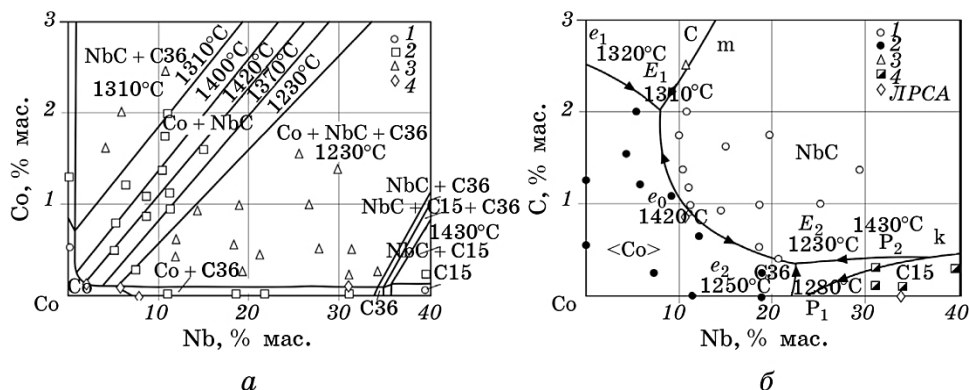 3
2
1
Co, % мас.
NbC + C36
1310°C
1310°C
1400°C
1420°C
1370°C
1230°C
1
2
3
4
Co + NbC
Co + NbC + C36
1230°C
NbC + C36
NbC + C15 + C36
1430°C
NbC + C15
Co + C36
C15
Co
C36
Co
10
20
30
40
Nb, % мас.
а
3
2
1
C, % мас.
e1
1320°C
C
m
E1
1310°C
1
2
3
4
ЛРСА
NbC
e0
1420°C
E2
1230°C
1430°C
P2
k
<Co>
e2
1250°C
C36
1280°C
C15
P1
Co
10
20
30
40
Nb, % мас.
б